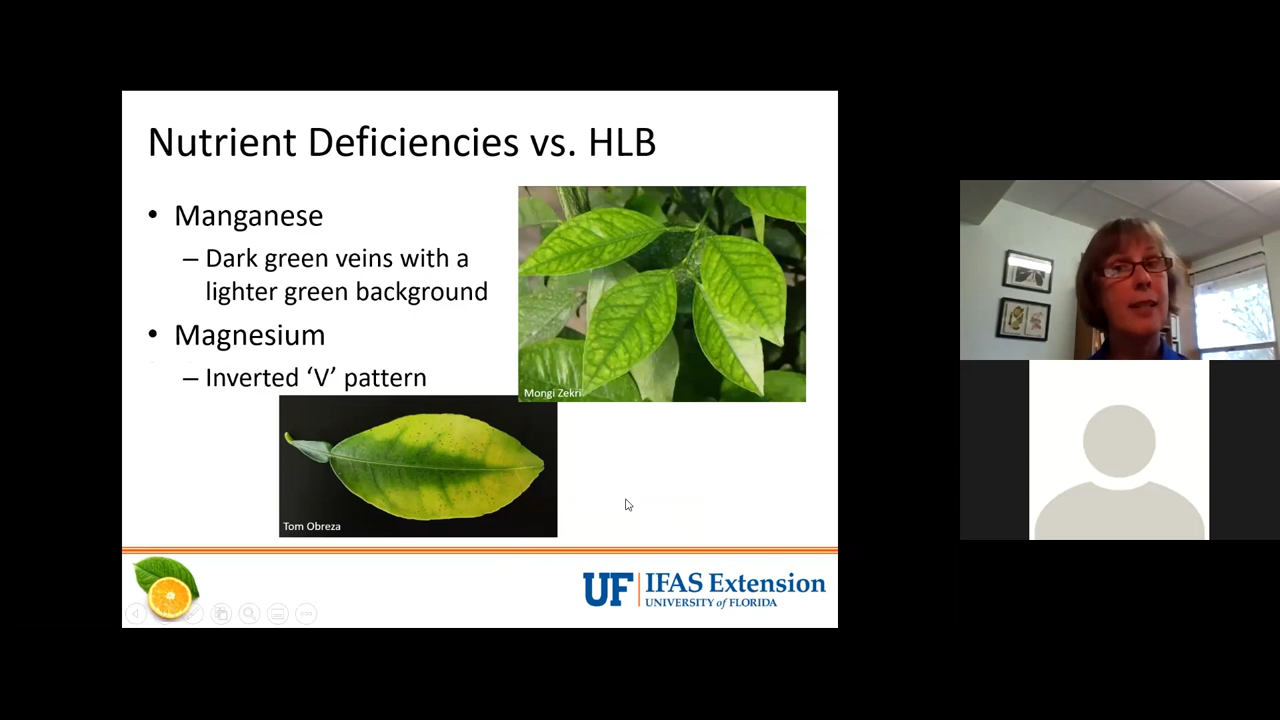 Nutrient Deficiencies vs. HLB
• Manganese
– Dark green veins with a
lighter green background
• Magnesium
– Inverted ‘V’ pattern
Mongi Zekri
Tom Obreza
UF IFAS Extension
UNIVERSITY of FLORIDA